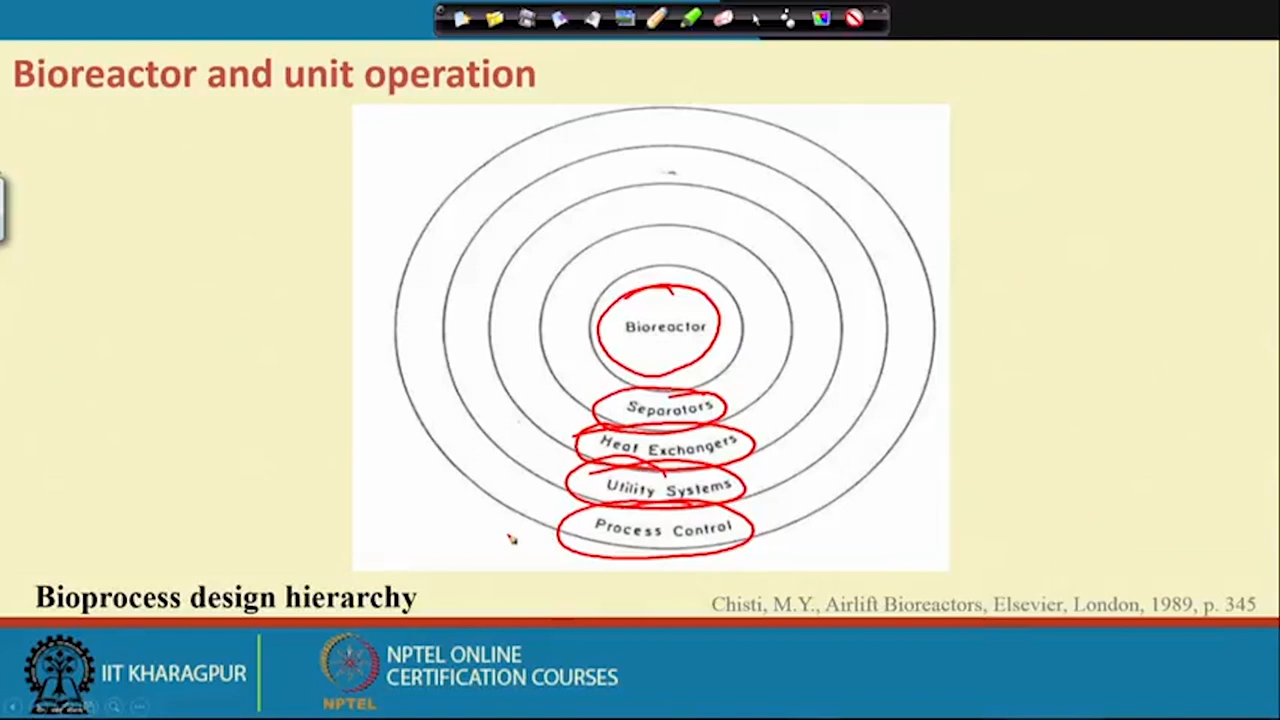 Bioreactor and unit operation
Bioreactor
Separators
Heat Exchangers
Utility Systems
Process Control
Bioprocess design hierarchy
Chisti, M.Y., Airlift Bioreactors, Elsevier, London, 1989, p. 345
IIT KHARAGPUR
NPTEL
NPTEL ONLINE
CERTIFICATION COURSES